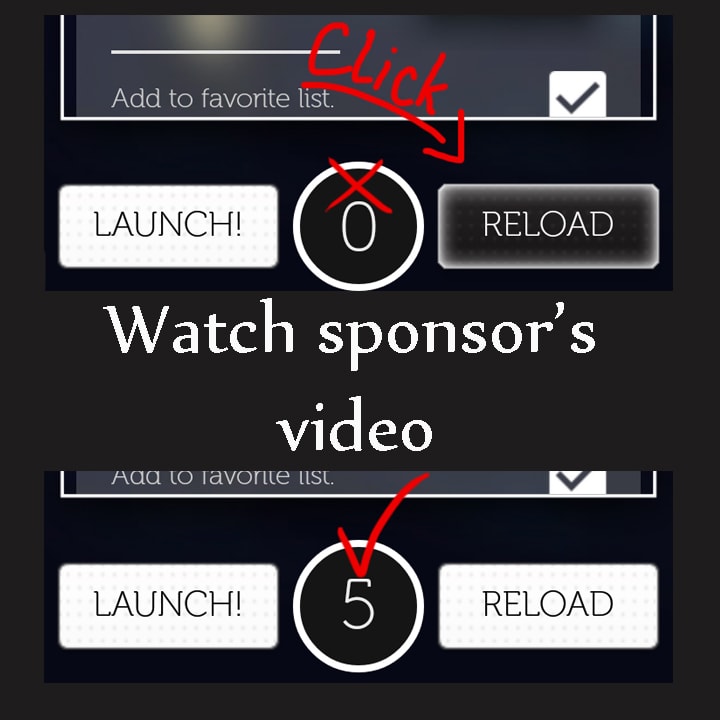 Click
Add to favorite list.
LAUNCH!
0
RELOAD
Watch sponsor's
video
Add to favorite list.
LAUNCH!
5
RELOAD